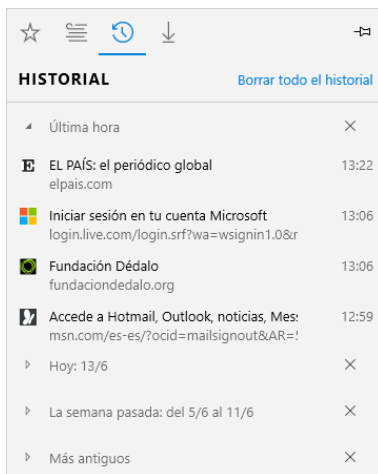 HISTORIAL Borrar todo el historial
Última hora
EL PAÍS: el periódico global 13:22
elpais.com
Iniciar sesión en tu cuenta Microsoft 13:06
login.live.com/login.srf?wa=wsignin1.0&r
Fundación Dédalo 13:06
fundaciondedalo.org
Accede a Hotmail, Outlook, noticias, Mes: 12:59
msn.com/es-es/?ocid=mailsignout&AR=!
Hoy: 13/6
La semana pasada: del 5/6 al 11/6
Más antiguos